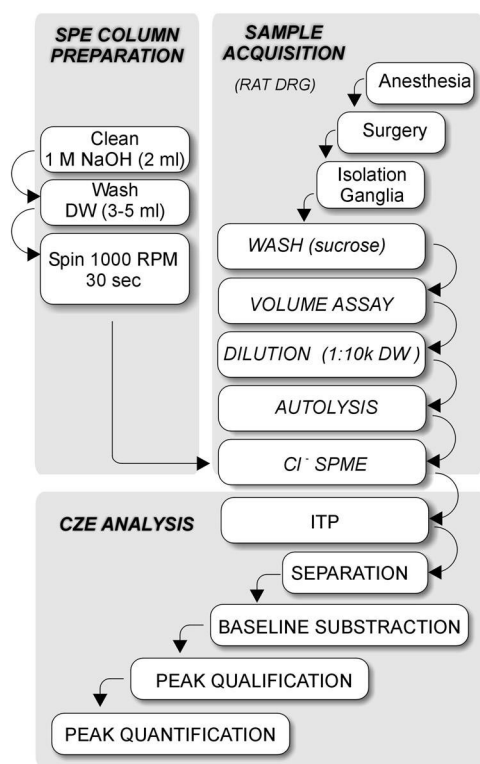 SPE COLUMN
PREPARATION
Clean
1 M NaOH (2 ml)
Wash
DW (3-5 ml)
Spin 1000 RPM
30 sec
SAMPLE
ACQUISITION
(RAT DRG)
Anesthesia
Surgery
Isolation
Ganglia
WASH (sucrose)
VOLUME ASSAY
DILUTION (1:10k DW )
AUTOLYSIS
Cl⁻ SPME
CZE ANALYSIS
ITP
SEPARATION
BASELINE SUBSTRACTION
PEAK QUALIFICATION
PEAK QUANTIFICATION